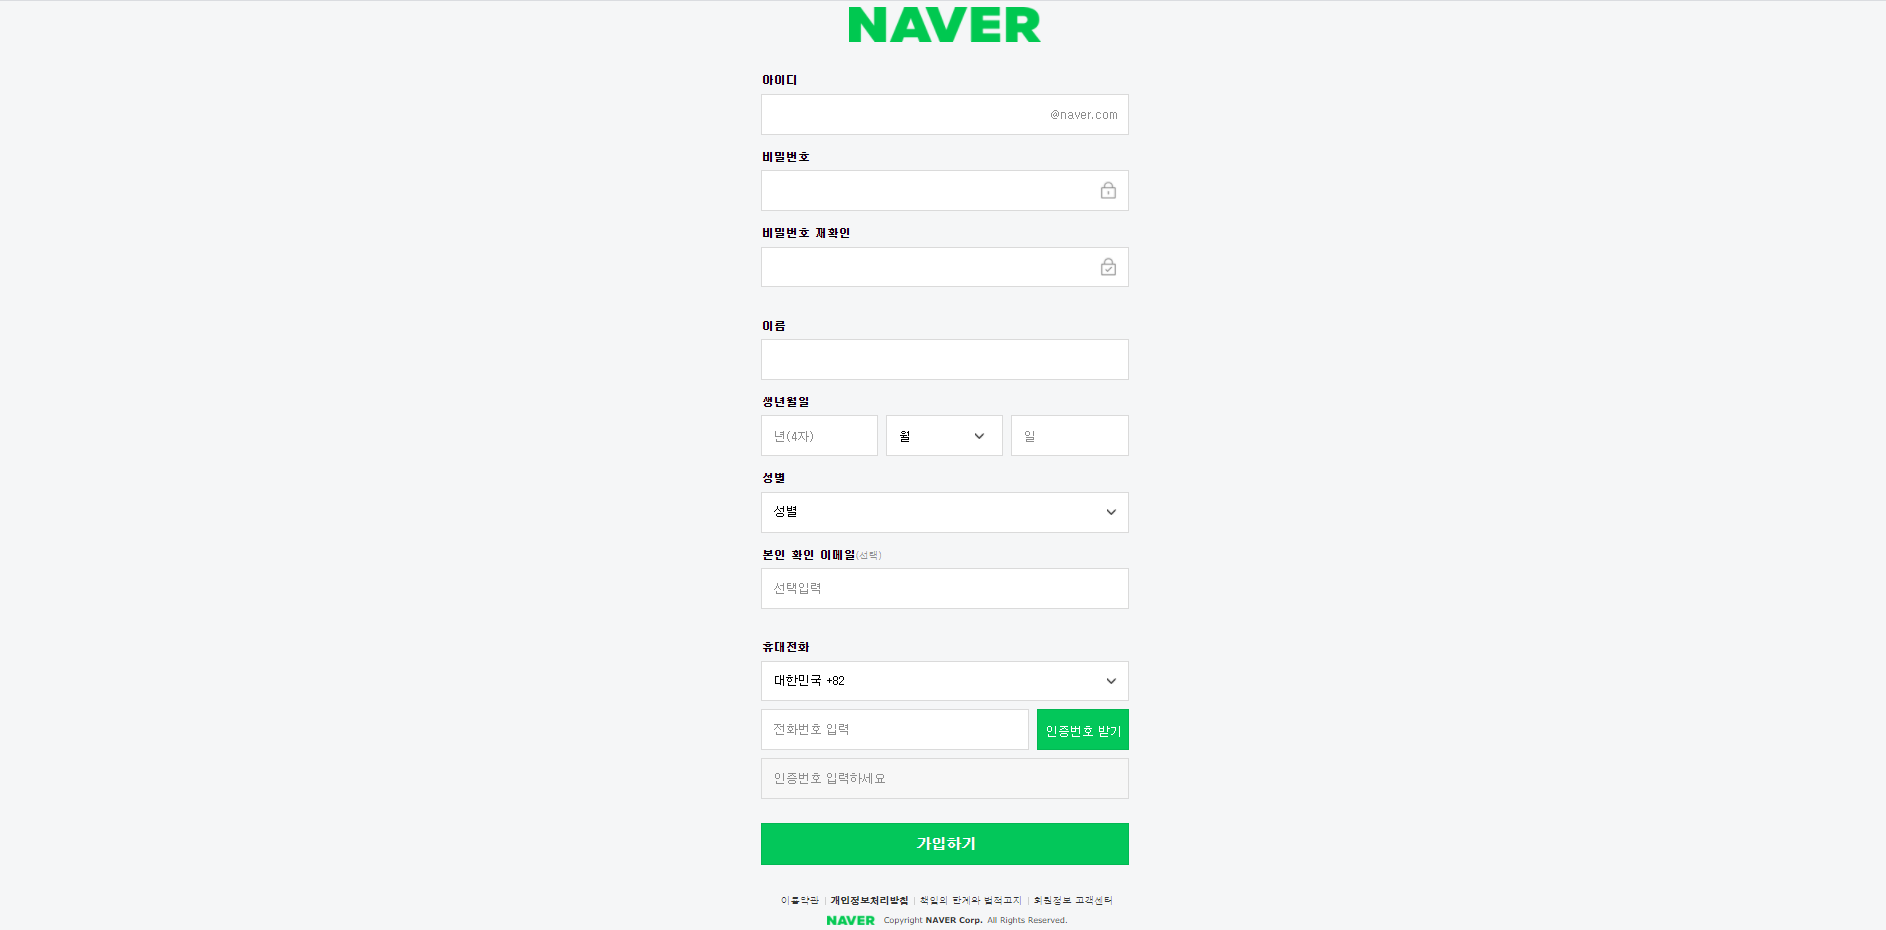 NAVER
아이디
@naver.com
비밀번호
비밀번호 재확인
이름
생년월일
년(4자) 월 일
성별
성별
본인 확인 이메일(선택)
선택입력
휴대전화
대한민국 +82
전화번호 입력 인증번호 받기
인증번호 입력하세요
가입하기
이용약관 | 개인정보처리방침 | 책임의 한계와 법적고지 | 회원정보 고객센터
NAVER Copyright NAVER Corp. All Rights Reserved.